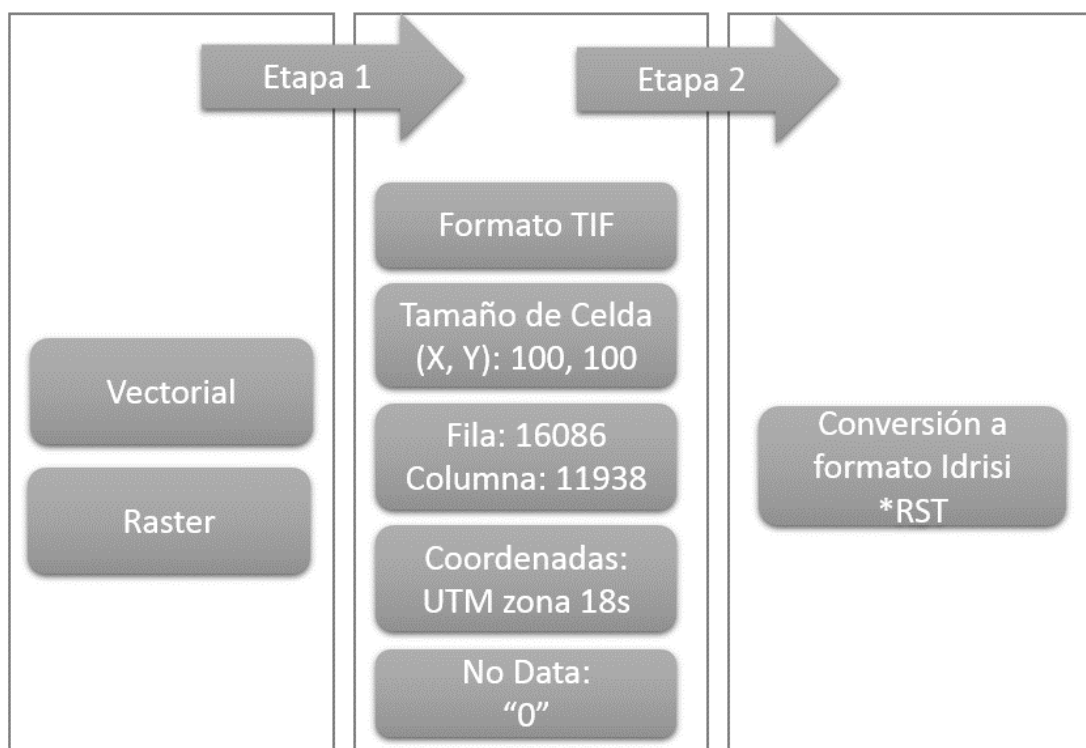 Etapa 1
Etapa 2
Vectorial
Raster
Formato TIF
Tamaño de Celda
(X, Y): 100, 100
Fila: 16086
Columna: 11938
Coordenadas:
UTM zona 18s
No Data:
“0”
Conversión a
formato Idrisi
*RST